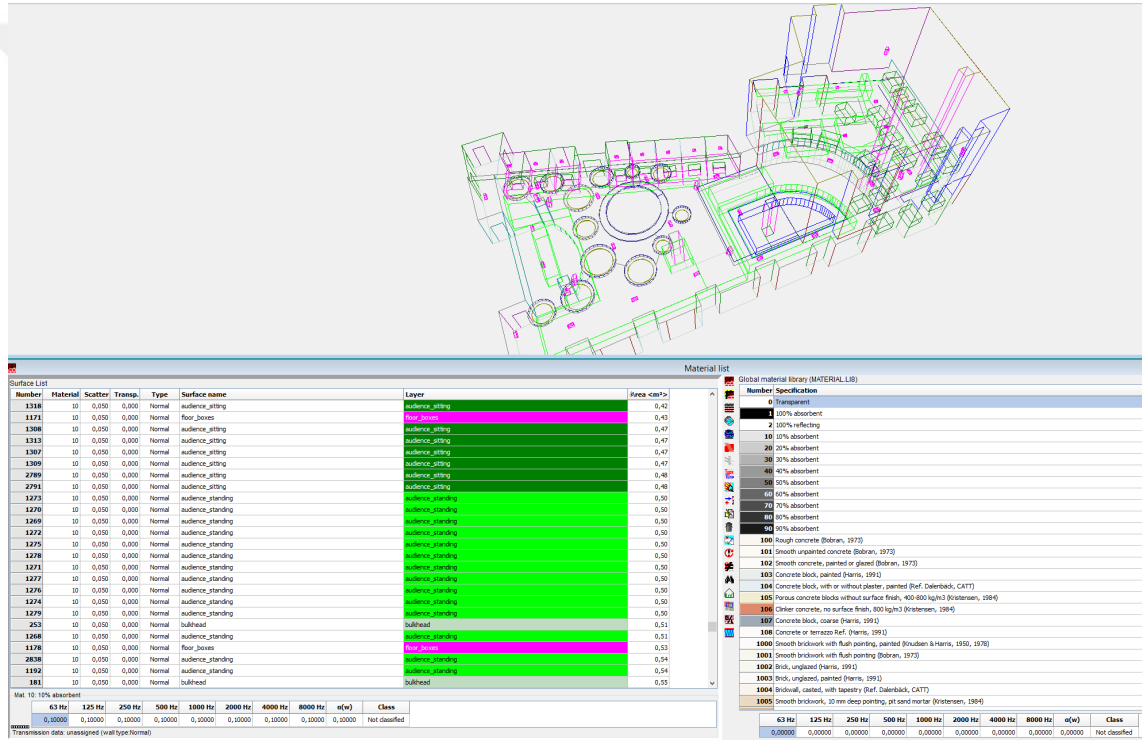 Material list
Surface List
Number Material Scatter Transp. Type Surface name Layer Area <m²>
1318 10 0,050 0,000 Normal audience_sitting audience_sitting 0,42
1171 10 0,050 0,000 Normal floor_boxes floor_boxes 0,43
1308 10 0,050 0,000 Normal audience_sitting audience_sitting 0,47
1313 10 0,050 0,000 Normal audience_sitting audience_sitting 0,47
1307 10 0,050 0,000 Normal audience_sitting audience_sitting 0,47
1309 10 0,050 0,000 Normal audience_sitting audience_sitting 0,47
2789 10 0,050 0,000 Normal audience_sitting audience_sitting 0,48
2791 10 0,050 0,000 Normal audience_sitting audience_sitting 0,48
1273 10 0,050 0,000 Normal audience_standing audience_standing 0,50
1270 10 0,050 0,000 Normal audience_standing audience_standing 0,50
1269 10 0,050 0,000 Normal audience_standing audience_standing 0,50
1272 10 0,050 0,000 Normal audience_standing audience_standing 0,50
1275 10 0,050 0,000 Normal audience_standing audience_standing 0,50
1278 10 0,050 0,000 Normal audience_standing audience_standing 0,50
1271 10 0,050 0,000 Normal audience_standing audience_standing 0,50
1277 10 0,050 0,000 Normal audience_standing audience_standing 0,50
1276 10 0,050 0,000 Normal audience_standing audience_standing 0,50
1274 10 0,050 0,000 Normal audience_standing audience_standing 0,50
1279 10 0,050 0,000 Normal audience_standing audience_standing 0,50
253 10 0,050 0,000 Normal bulkhead bulkhead 0,51
1268 10 0,050 0,000 Normal audience_standing audience_standing 0,51
1178 10 0,050 0,000 Normal floor_boxes floor_boxes 0,53
2838 10 0,050 0,000 Normal audience_standing audience_standing 0,54
1192 10 0,050 0,000 Normal audience_standing audience_standing 0,54
181 10 0,050 0,000 Normal bulkhead bulkhead 0,55
Mat. 10: 10% absorbent
63 Hz 125 Hz 250 Hz 500 Hz 1000 Hz 2000 Hz 4000 Hz 8000 Hz α(w) Class
0,10000 0,10000 0,10000 0,10000 0,10000 0,10000 0,10000 0,10000 0,10000 Not classified
Transmission data: unassigned (wall type:Normal)
Global material library (MATERIAL.LIB)
Number Specification
0 Transparent
1 100% absorbent
2 100% reflecting
10 10% absorbent
20 20% absorbent
30 30% absorbent
40 40% absorbent
50 50% absorbent
60 60% absorbent
70 70% absorbent
80 80% absorbent
90 90% absorbent
100 Rough concrete (Bobran, 1973)
101 Smooth unpainted concrete (Bobran, 1973)
102 Smooth concrete, painted or glazed (Bobran, 1973)
103 Concrete block, painted (Harris, 1991)
104 Concrete block, with or without plaster, painted (Ref. Dalenbäck, CATT)
105 Porous concrete blocks without surface finish, 400-800 kg/m3 (Kristensen, 1984)
106 Clinker concrete, no surface finish, 800 kg/m3 (Kristensen, 1984)
107 Concrete block, coarse (Harris, 1991)
108 Concrete or terrazzo Ref. (Harris, 1991)
1000 Smooth brickwork with flush pointing, painted (Knudsen & Harris, 1950, 1978)
1001 Smooth brickwork with flush pointing (Bobran, 1973)
1002 Brick, unglazed (Harris, 1991)
1003 Brick, unglazed, painted (Harris, 1991)
1004 Brickwall, casted, with tapestry (Ref. Dalenbäck, CATT)
1005 Smooth brickwork, 10 mm deep pointing, pit sand mortar (Kristensen, 1984)
63 Hz 125 Hz 250 Hz 500 Hz 1000 Hz 2000 Hz 4000 Hz 8000 Hz α(w) Class
0,00000 0,00000 0,00000 0,00000 0,00000 0,00000 0,00000 0,00000 0,00000 Not classified